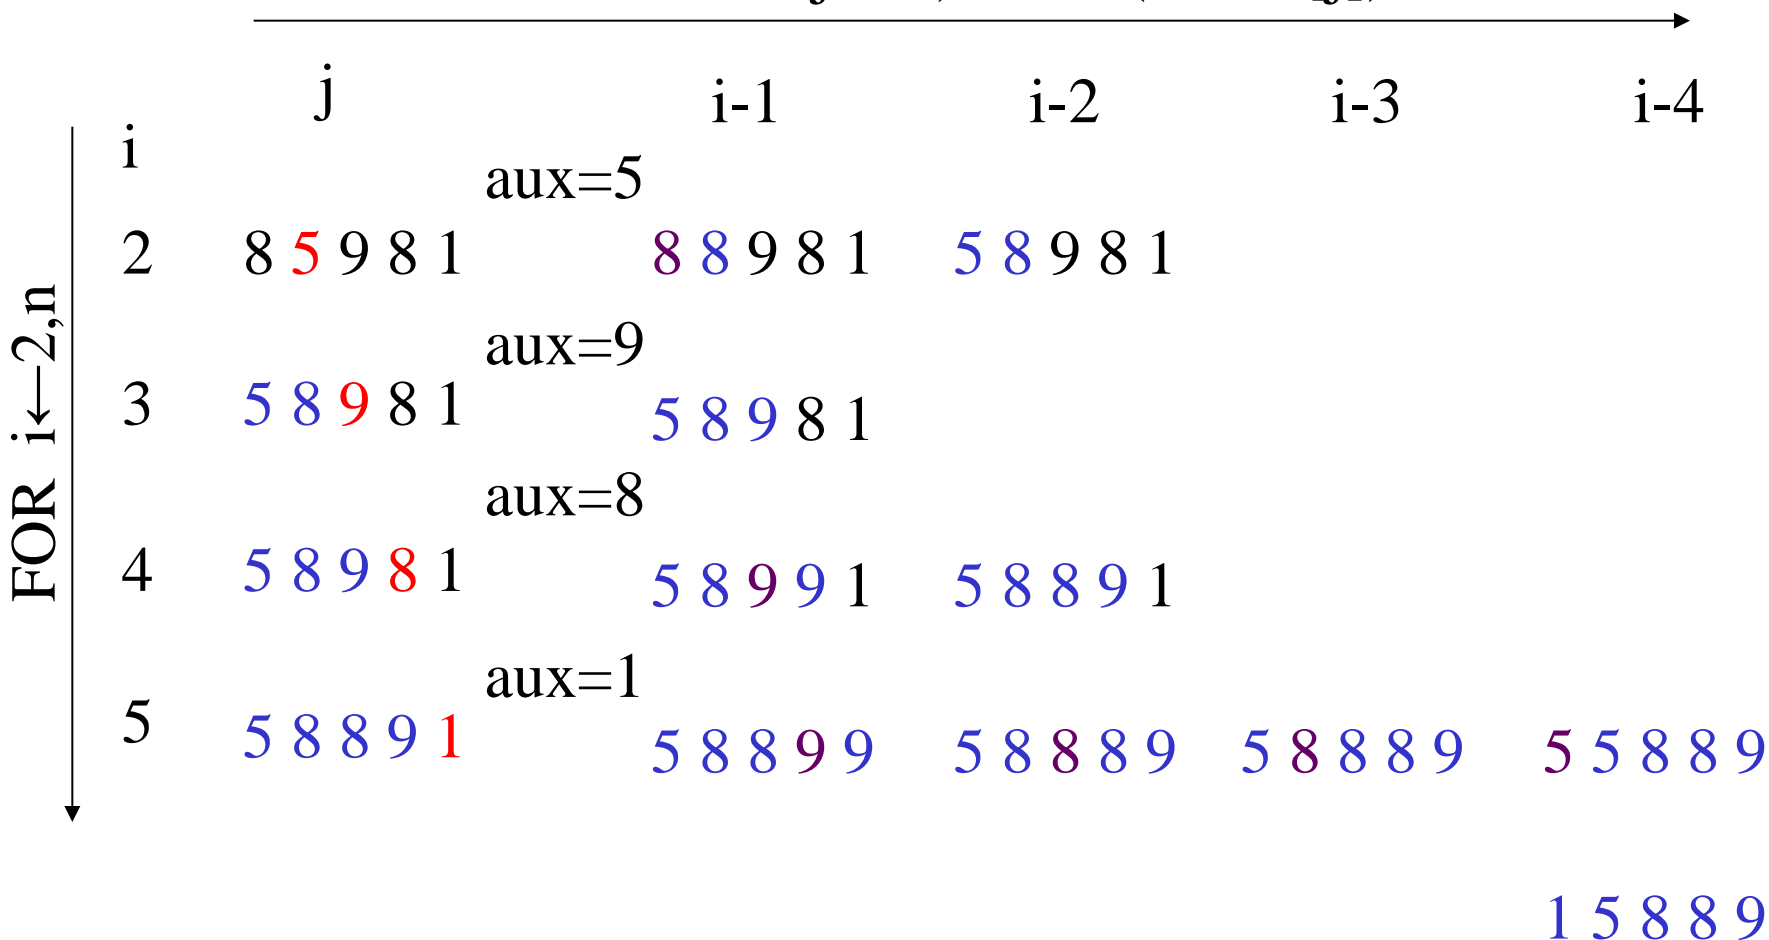 j i-1 i-2 i-3 i-4
i
aux=5
2 8 5 9 8 1 8 8 9 8 1 5 8 9 8 1
aux=9
3 5 8 9 8 1 5 8 9 8 1
aux=8
4 5 8 9 8 1 5 8 9 9 1 5 8 8 9 1
aux=1
5 5 8 8 9 1 5 8 8 9 9 5 8 8 8 9 5 8 8 8 9 5 5 8 8 9
1 5 8 8 9
FOR i←2,n